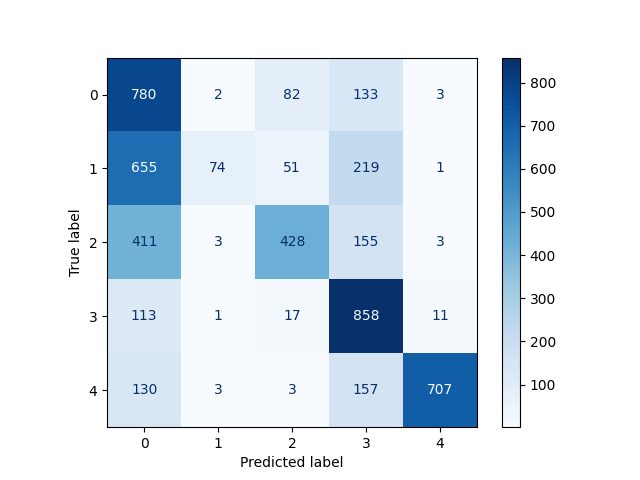 0 780 2 82 133 3
1 655 74 51 219 1
2 411 3 428 155 3
3 113 1 17 858 11
4 130 3 3 157 707
0 1 2 3 4
Predicted label
True label
800
700
600
500
400
300
200
100